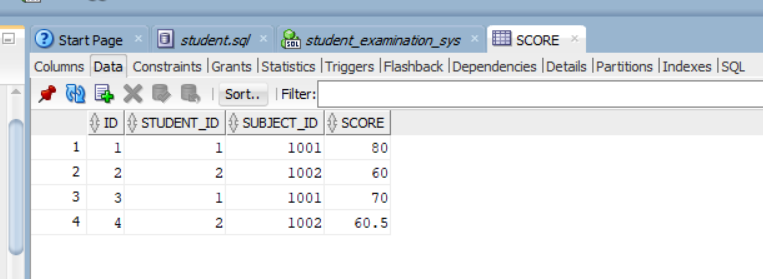 Start Page student.sql student_examination_sys SCORE
Columns Data Constraints Grants Statistics Triggers Flashback Dependencies Details Partitions Indexes SQL
Sort.. Filter:
ID STUDENT_ID SUBJECT_ID SCORE
1 1 1 1001 80
2 2 2 1002 60
3 3 1 1001 70
4 4 2 1002 60.5